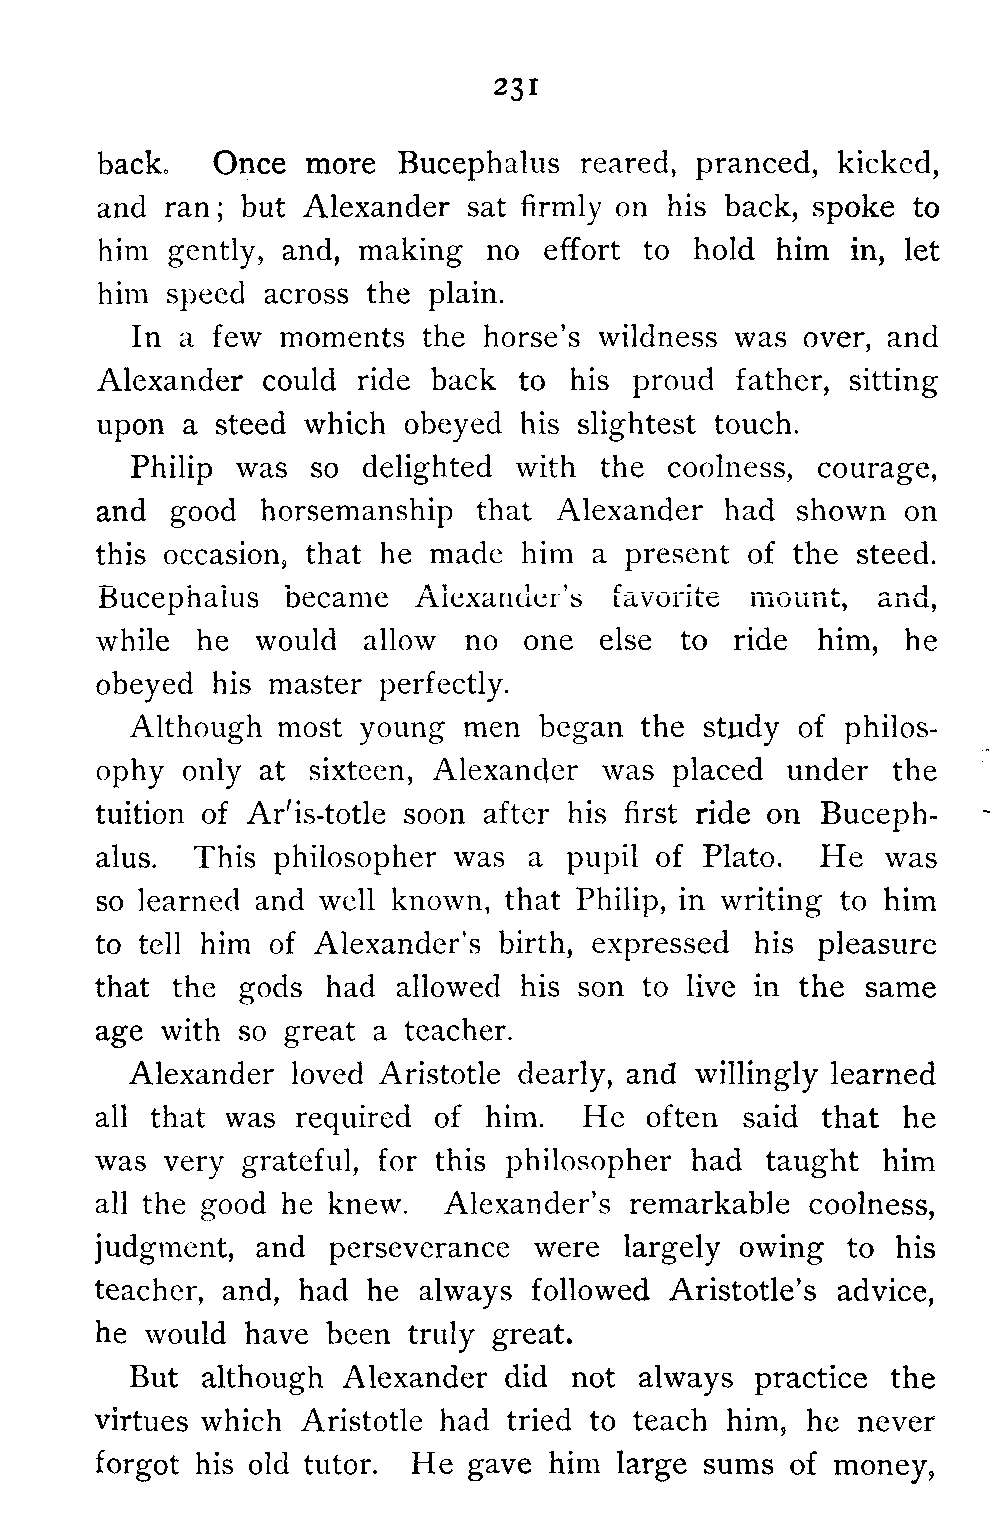 231
back. Once more Bucephalus reared, pranced, kicked,
and ran; but Alexander sat firmly on his back, spoke to
him gently, and, making no effort to hold him in, let
him speed across the plain.
In a few moments the horse's wildness was over, and
Alexander could ride back to his proud father, sitting
upon a steed which obeyed his slightest touch.
Philip was so delighted with the coolness, courage,
and good horsemanship that Alexander had shown on
this occasion, that he made him a present of the steed.
Bucephalus became Alexander's favorite mount, and,
while he would allow no one else to ride him, he
obeyed his master perfectly.
Although most young men began the study of philos-
ophy only at sixteen, Alexander was placed under the
tuition of Ar'is-totle soon after his first ride on Buceph-
alus. This philosopher was a pupil of Plato. He was
so learned and well known, that Philip, in writing to him
to tell him of Alexander's birth, expressed his pleasure
that the gods had allowed his son to live in the same
age with so great a teacher.
Alexander loved Aristotle dearly, and willingly learned
all that was required of him. He often said that he
was very grateful, for this philosopher had taught him
all the good he knew. Alexander's remarkable coolness,
judgment, and perseverance were largely owing to his
teacher, and, had he always followed Aristotle's advice,
he would have been truly great.
But although Alexander did not always practice the
virtues which Aristotle had tried to teach him, he never
forgot his old tutor. He gave him large sums of money,